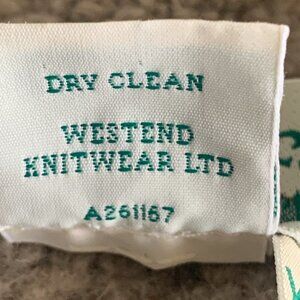 DRY CLEAN
WESTEND
KNITWEAR LTD
A261167